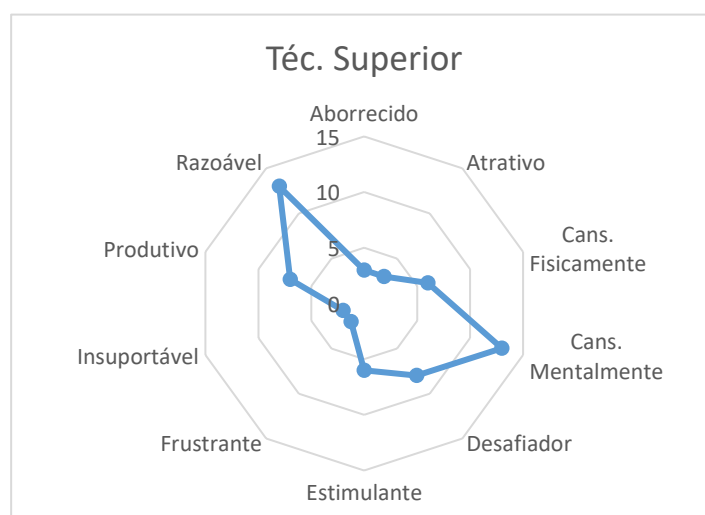 Téc. Superior
Aborrecido
15
Razoável
Atrativo
10
Produtivo
Cans.
Fisicamente
5
0
Insuportável
Cans.
Mentalmente
Frustrante
Desafiador
Estimulante